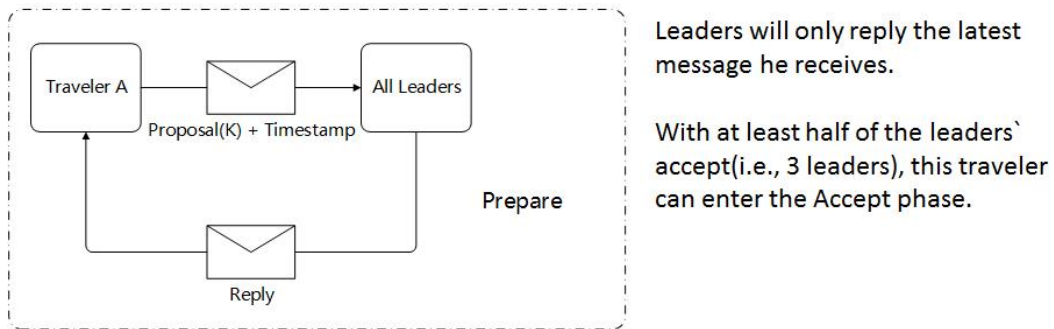 Traveler A
All Leaders
Proposal(K) + Timestamp
Prepare
Reply
Leaders will only reply the latest
message he receives.
With at least half of the leaders`
accept(i.e., 3 leaders), this traveler
can enter the Accept phase.